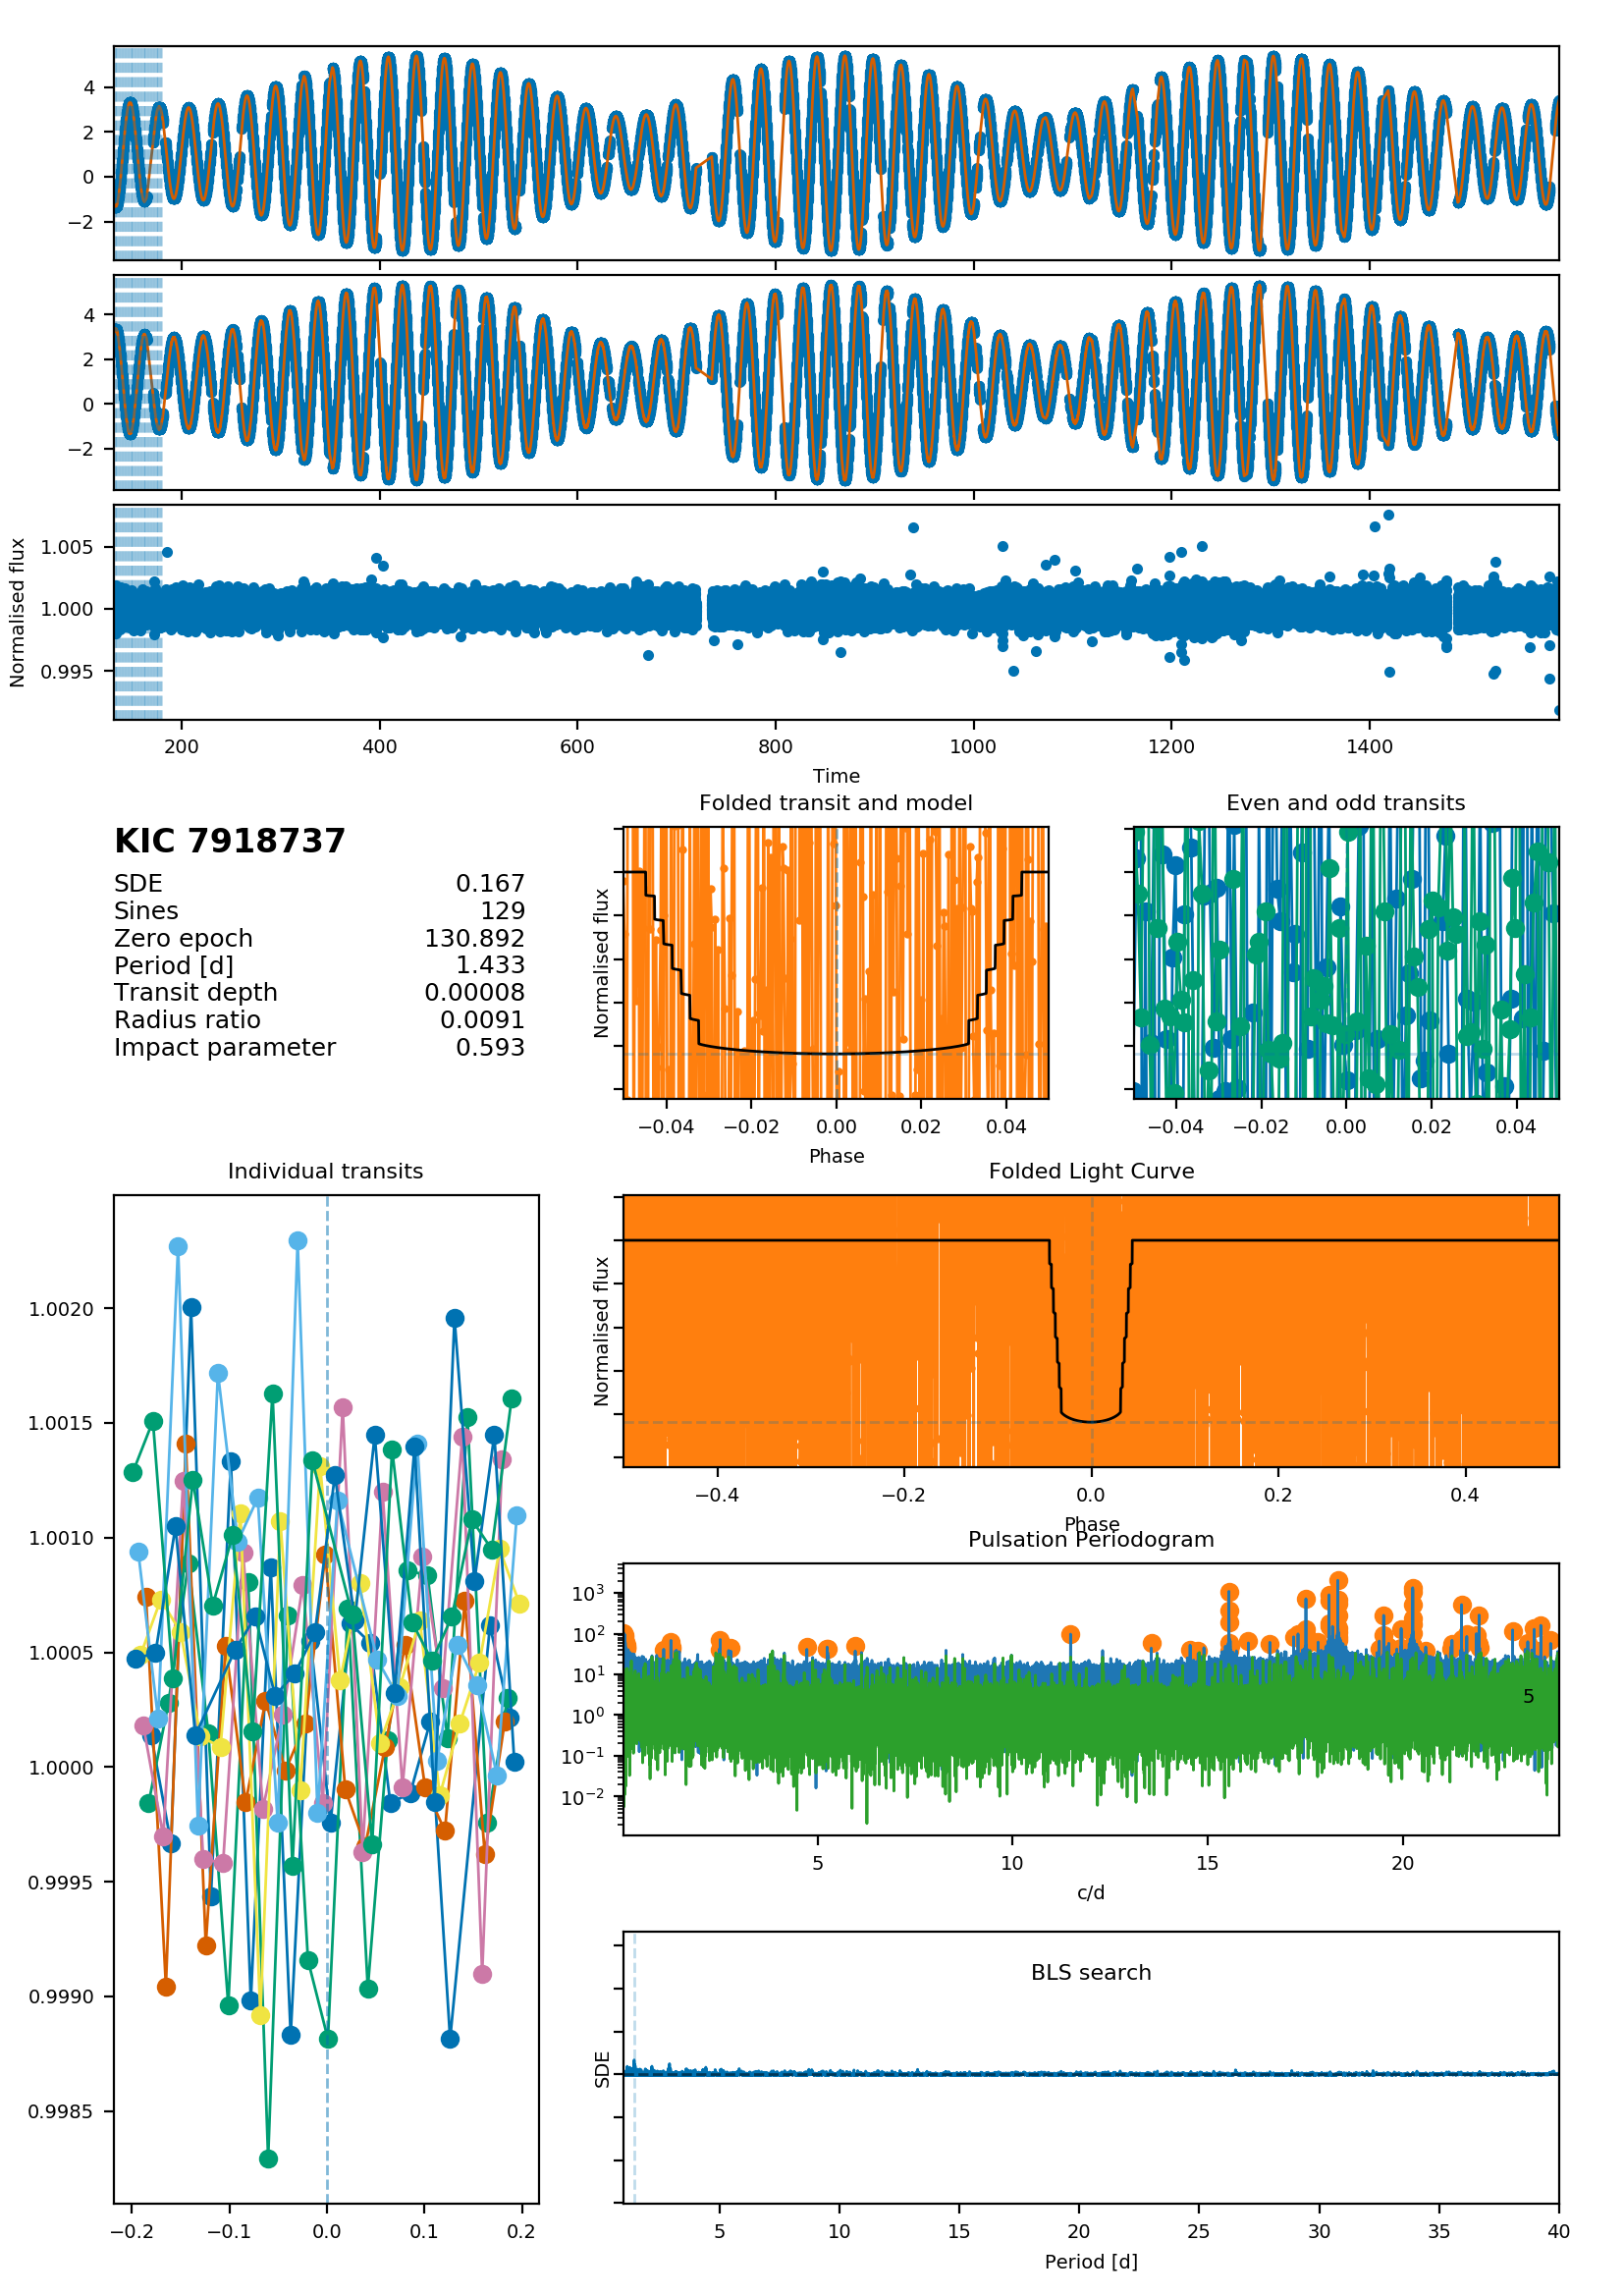 4
2
0
−2
4
2
0
−2
Normalised flux
1.005
1.000
0.995
200
400
600
800
1000
1200
1400
Time
KIC 7918737
SDE 0.167
Sines 129
Zero epoch 130.892
Period [d] 1.433
Transit depth 0.00008
Radius ratio 0.0091
Impact parameter 0.593
Folded transit and model
Normalised flux
−0.04 −0.02 0.00 0.02 0.04
Phase
Even and odd transits
−0.04 −0.02 0.00 0.02 0.04
Individual transits
1.0020
1.0015
1.0010
1.0005
1.0000
0.9995
0.9990
0.9985
−0.2 −0.1 0.0 0.1 0.2
Folded Light Curve
Normalised flux
−0.4 −0.2 0.0 0.2 0.4
Phase
Pulsation Periodogram
10³
10²
10¹
10⁰
10⁻¹
10⁻²
5
5 10 15 20
c/d
BLS search
SDE
5 10 15 20 25 30 35 40
Period [d]